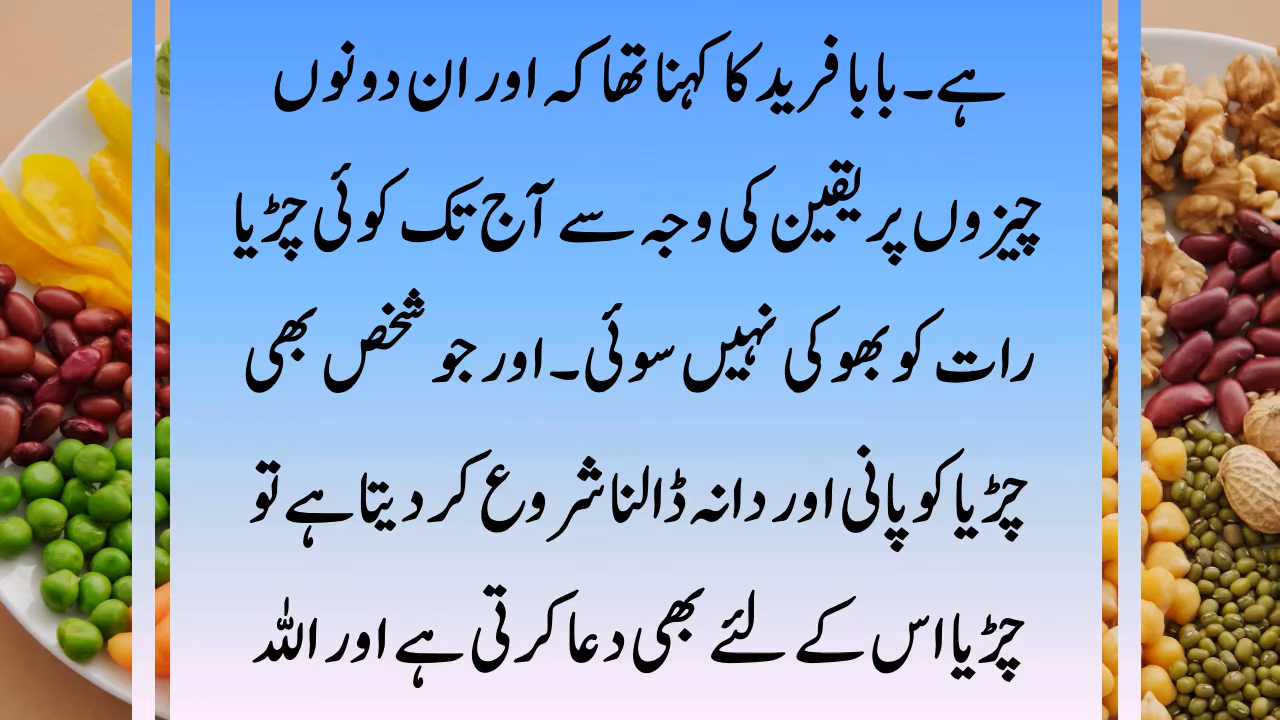 ہے۔بابا فرید کا کہنا تھا کہ اور ان دونوں
چیزوں پر یقین کی وجہ سے آج تک کوئی چڑیا
رات کو بھوکی نہیں سوئی۔اور جو شخص بھی
چڑیا کو پانی اور دانہ ڈالنا شروع کر دیتا ہے تو
چڑیا اس کے لئے بھی دعا کرتی ہے اور اللہ